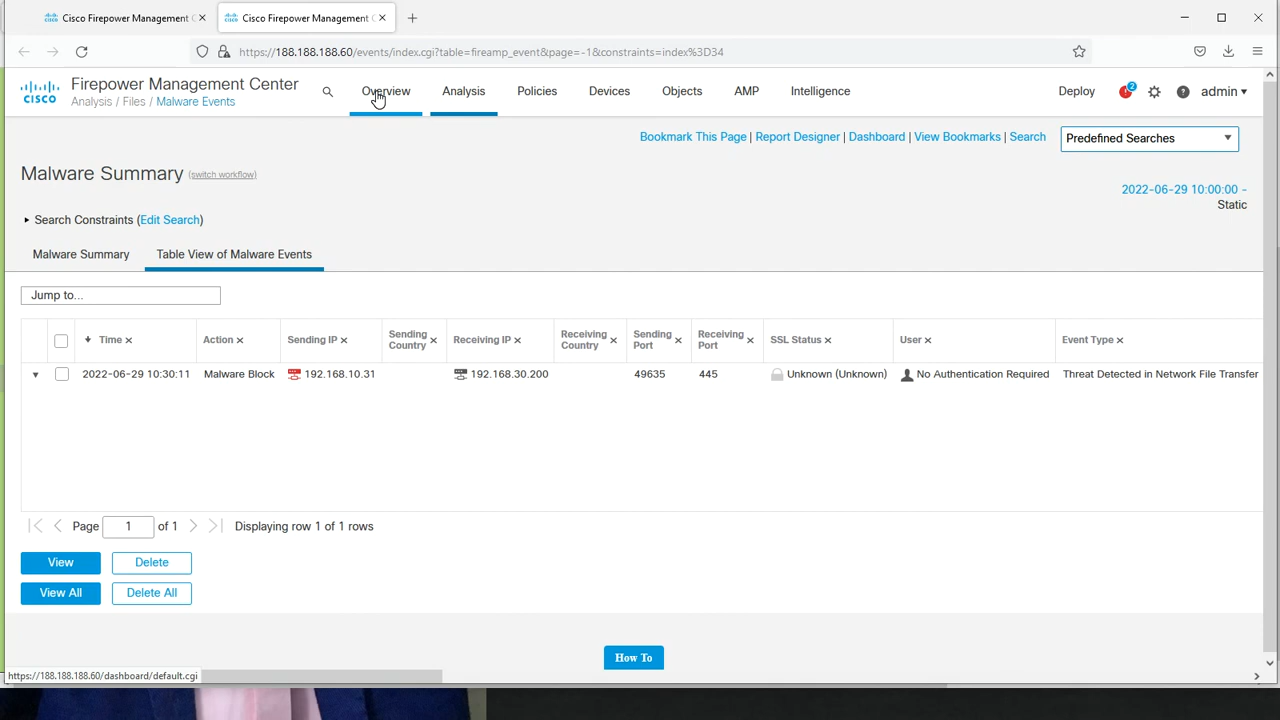 Cisco Firepower Management C
Cisco Firepower Management
https://188.188.188.60/events/index.cgi?table=fireamp_event&page=-1&constraints=index%3D34
CISCO
Firepower Management Center
Analysis / Files / Malware Events
Overview
Analysis
Policies
Devices
Objects
AMP
Intelligence
Deploy
2
admin
Bookmark This Page | Report Designer | Dashboard | View Bookmarks | Search
Predefined Searches
Malware Summary (switch workflow)
2022-06-29 10:00:00 -
Static
Search Constraints (Edit Search)
Malware Summary
Table View of Malware Events
Jump to...
Time
Action
Sending IP
Sending Country
Receiving IP
Receiving Country
Sending Port
Receiving Port
SSL Status
User
Event Type
2022-06-29 10:30:11
Malware Block
192.168.10.31
192.168.30.200
49635
445
Unknown (Unknown)
No Authentication Required
Threat Detected in Network File Transfer
Page 1 of 1
Displaying row 1 of 1 rows
View
Delete
View All
Delete All
How To
https://188.188.188.60/dashboard/default.cgi